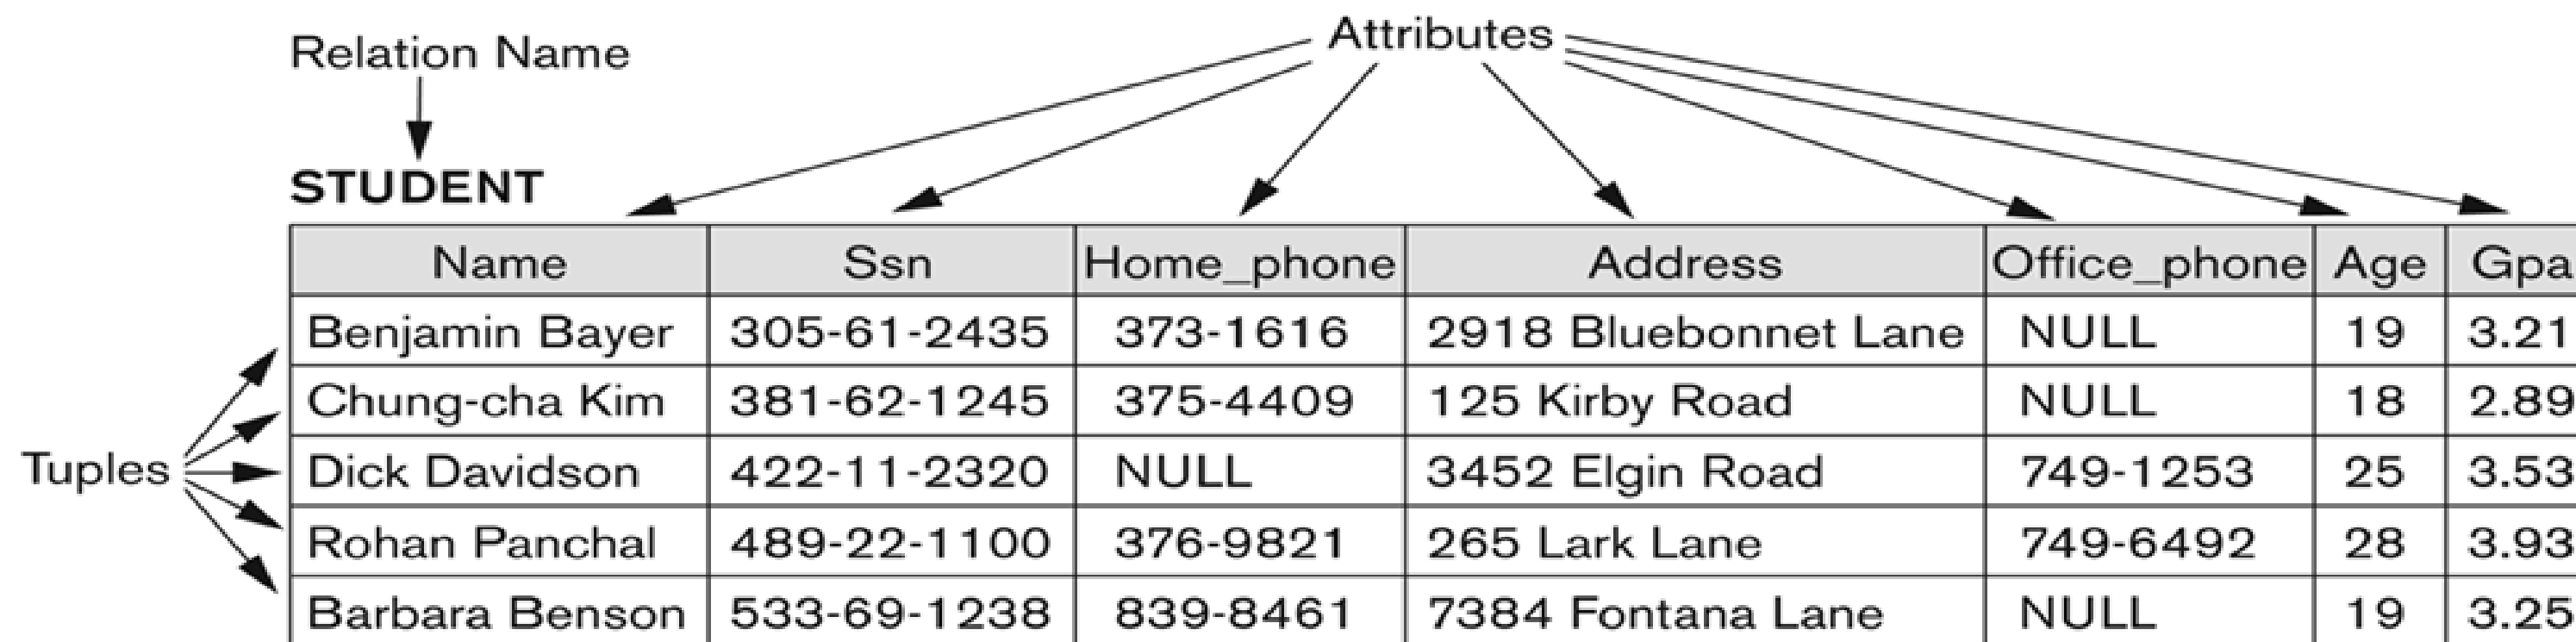 Attributes
Relation Name
STUDENT
Name Ssn Home_phone Address Office_phone Age Gpa
Benjamin Bayer 305-61-2435 373-1616 2918 Bluebonnet Lane NULL 19 3.21
Chung-cha Kim 381-62-1245 375-4409 125 Kirby Road NULL 18 2.89
Tuples
Dick Davidson 422-11-2320 NULL 3452 Elgin Road 749-1253 25 3.53
Rohan Panchal 489-22-1100 376-9821 265 Lark Lane 749-6492 28 3.93
Barbara Benson 533-69-1238 839-8461 7384 Fontana Lane NULL 19 3.25